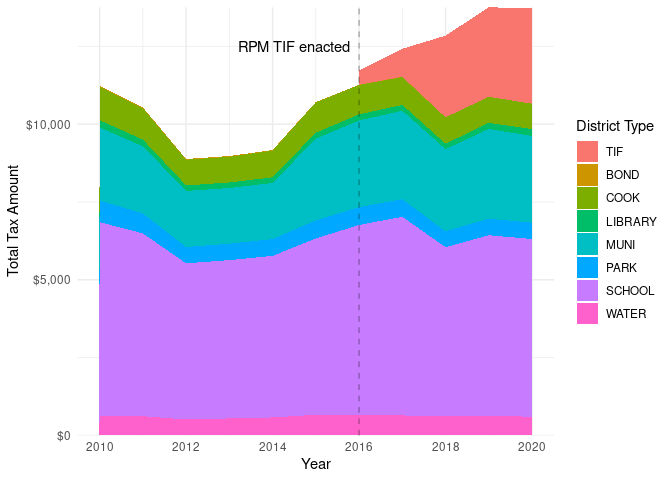 RPM TIF enacted
$10,000
$5,000
$0
Total Tax Amount
2010 2012 2014 2016 2018 2020
Year
District Type
TIF
BOND
COOK
LIBRARY
MUNI
PARK
SCHOOL
WATER